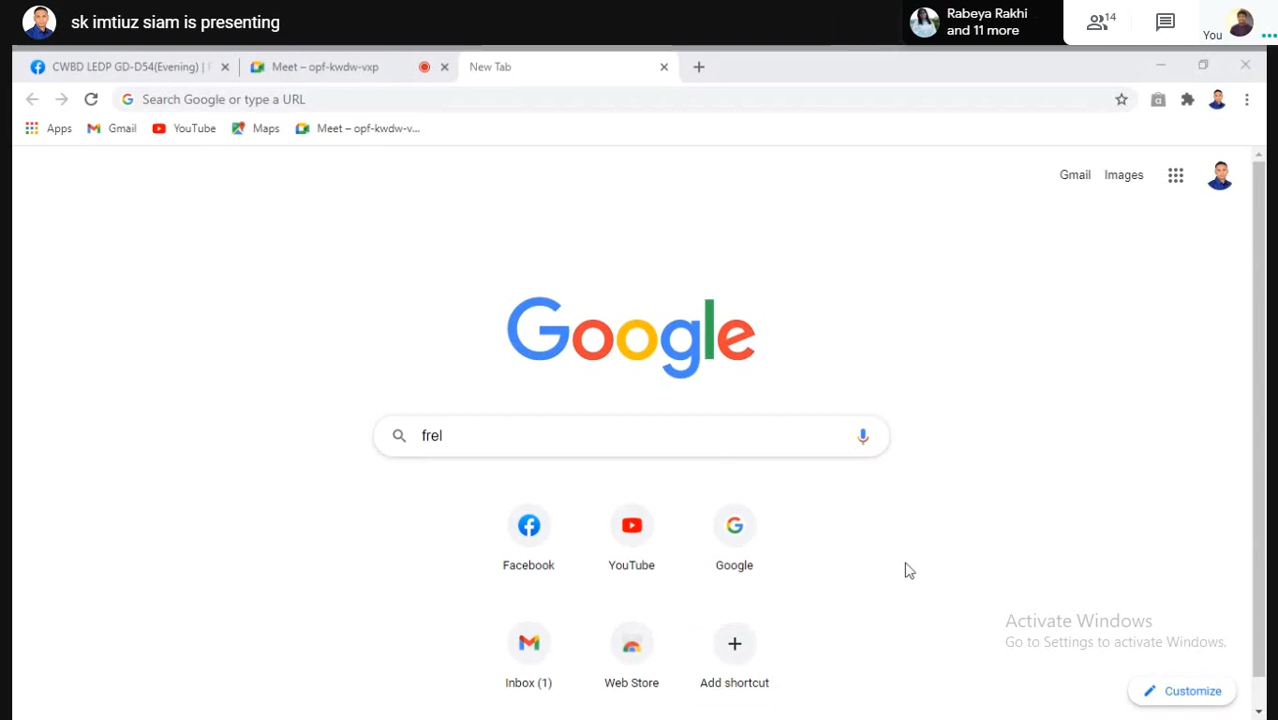 sk imtiuz siam is presenting
Rabeya Rakhi
and 11 more
14
You
CWBD LEDP GD-D54(Evening) |
Meet – opf-kwdw-vxp
New Tab
Search Google or type a URL
Apps
Gmail
YouTube
Maps
Meet – opf-kwdw-v...
Gmail
Images
Google
frel
Facebook
YouTube
Google
Inbox (1)
Web Store
Add shortcut
Activate Windows
Go to Settings to activate Windows.
Customize